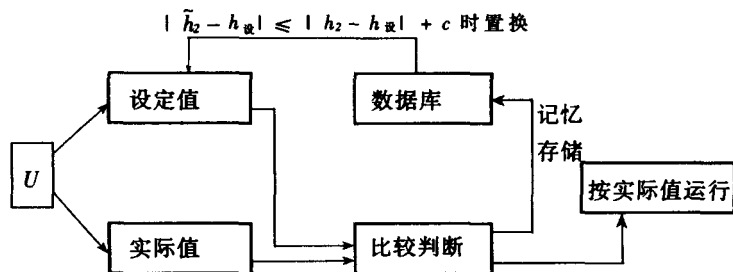 | h̃₂ − h设| ⩽ | h₂ − h设| + c 时置换
设定值
数据库
记忆
存储
U
按实际值运行
实际值
比较判断